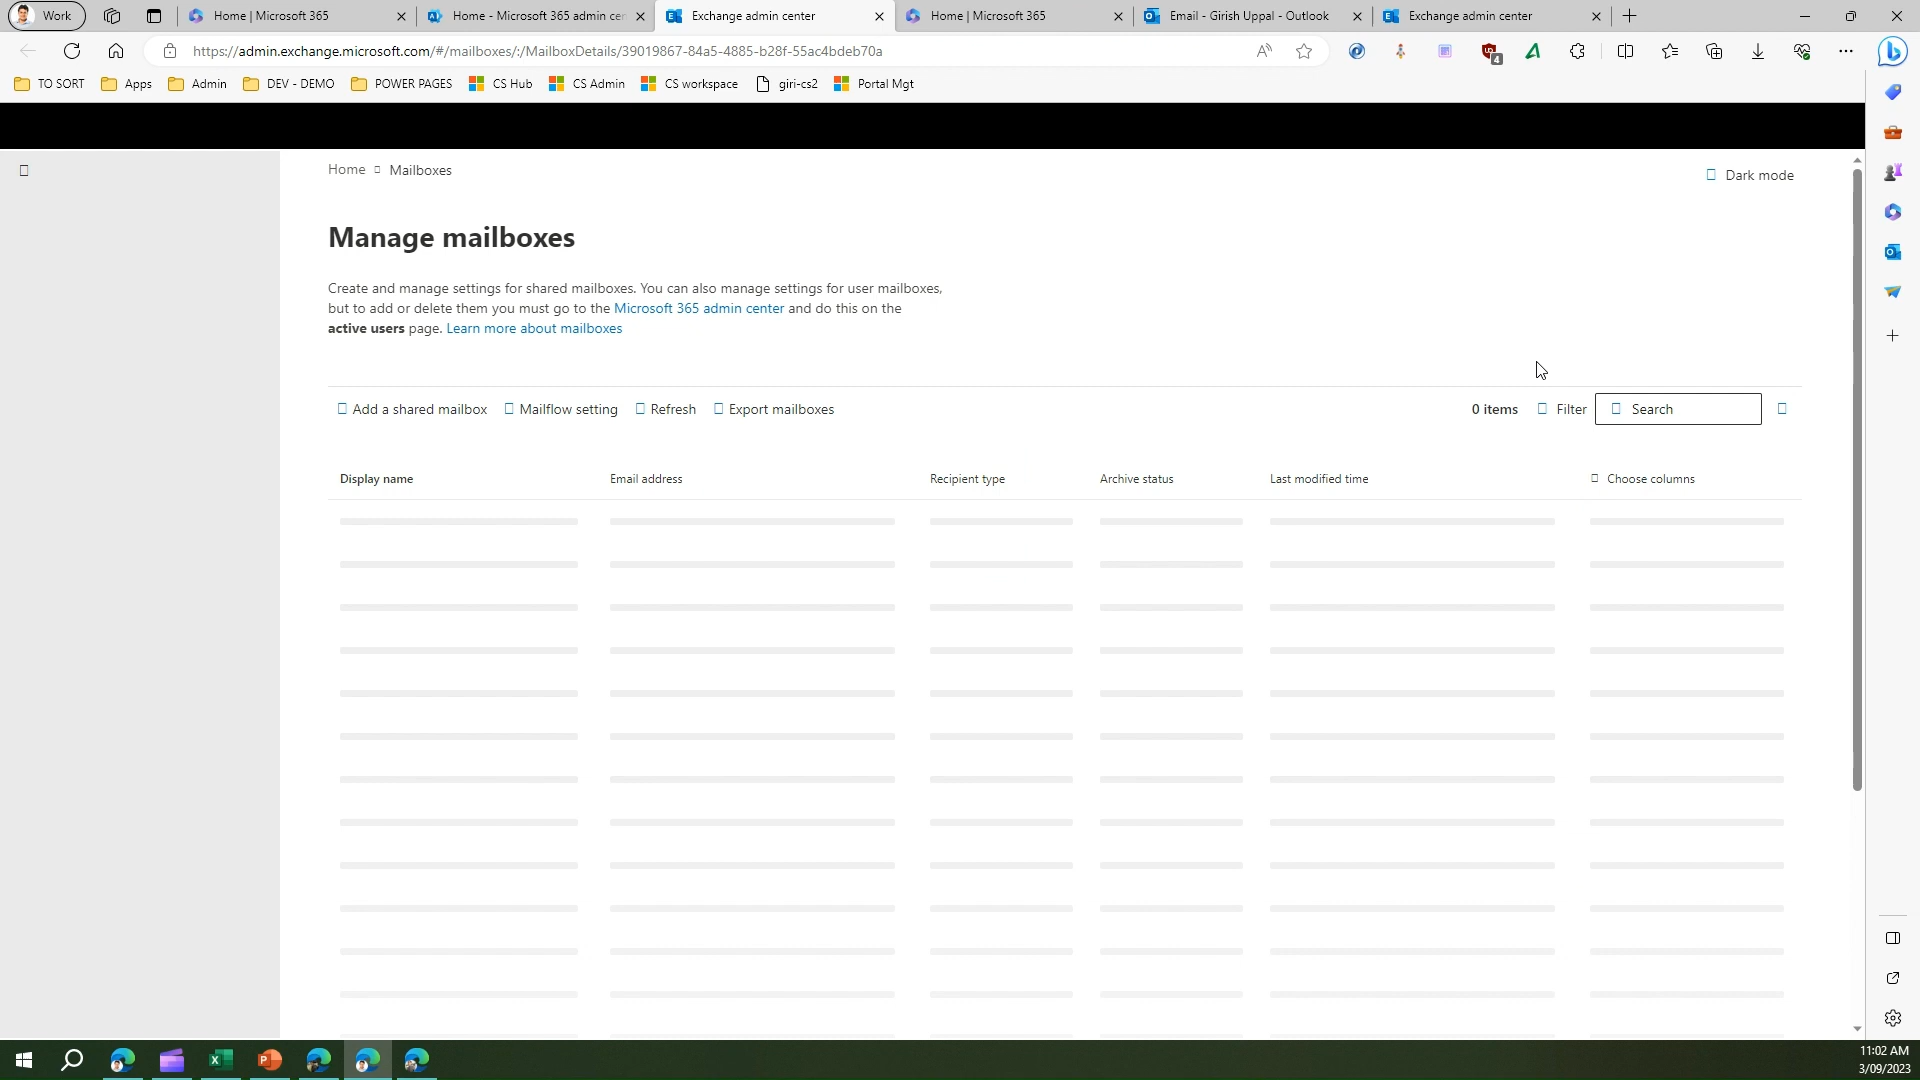 Work
Home | Microsoft 365
Home - Microsoft 365 admin cen
Exchange admin center
Home | Microsoft 365
Email - Girish Uppal - Outlook
Exchange admin center
https://admin.exchange.microsoft.com/#/mailboxes/:/MailboxDetails/39019867-84a5-4885-b28f-55ac4bdeb70a
4
TO SORT
Apps
Admin
DEV - DEMO
POWER PAGES
CS Hub
CS Admin
CS workspace
giri-cs2
Portal Mgt
Home
Mailboxes
Dark mode
Manage mailboxes
Create and manage settings for shared mailboxes. You can also manage settings for user mailboxes,
but to add or delete them you must go to the Microsoft 365 admin center and do this on the
active users page. Learn more about mailboxes
Add a shared mailbox
Mailflow setting
Refresh
Export mailboxes
0 items
Filter
Search
Display name
Email address
Recipient type
Archive status
Last modified time
Choose columns
11:02 AM
3/09/2023